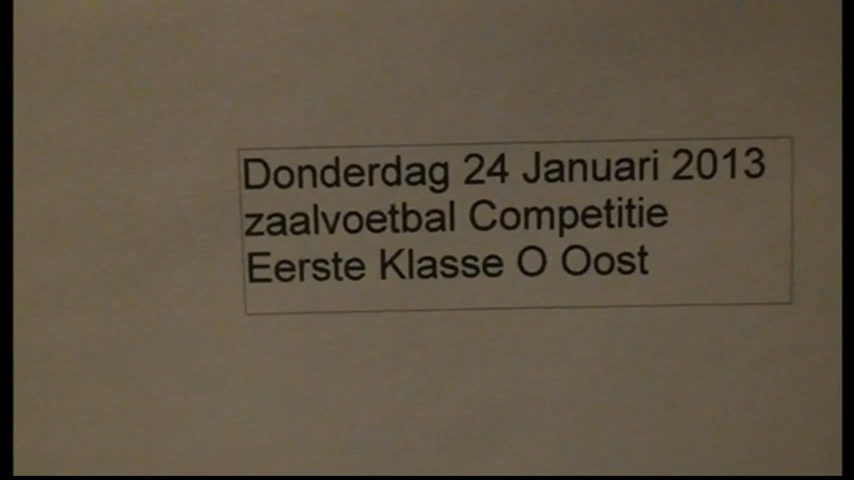 Donderdag 24 Januari 2013
zaalvoetbal Competitie
Eerste Klasse O Oost